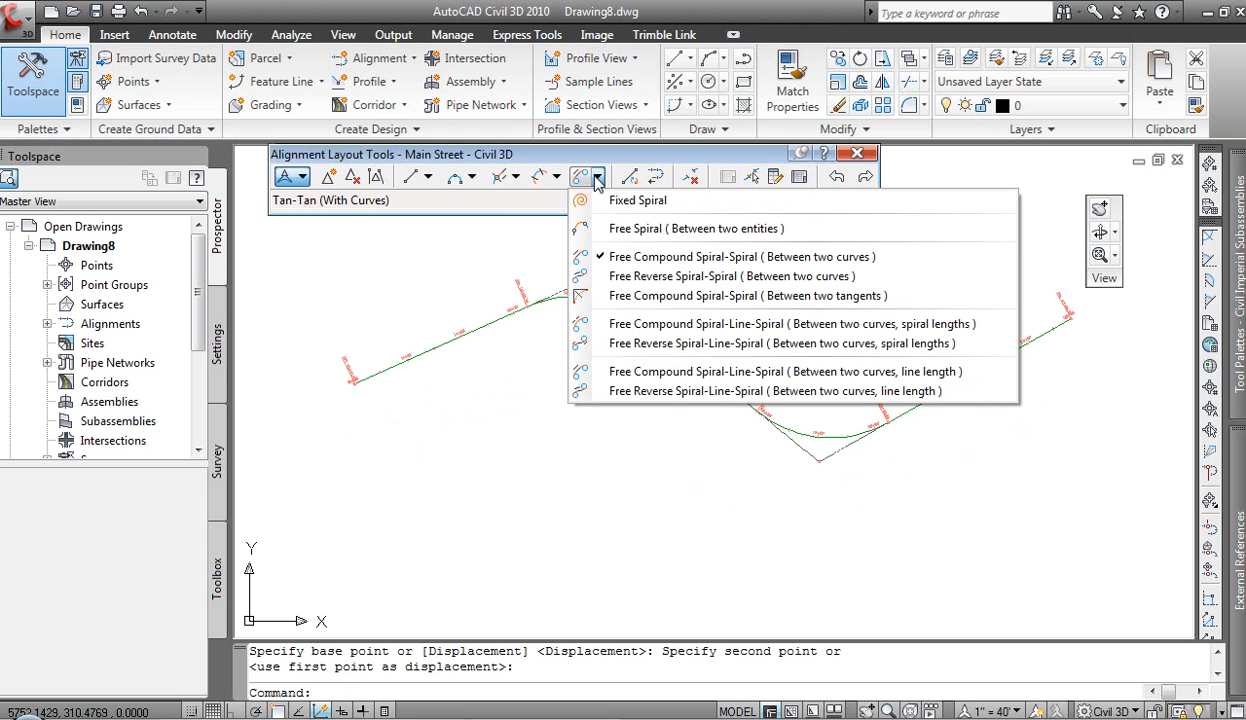 AutoCAD Civil 3D 2010 Drawing8.dwg
Type a keyword or phrase
3D
Home Insert Annotate Modify Analyze View Output Manage Express Tools Image Trimble Link
Toolspace
Import Survey Data
Points
Surfaces
Parcel
Feature Line
Grading
Alignment
Profile
Corridor
Intersection
Assembly
Pipe Network
Profile View
Sample Lines
Section Views
Match
Properties
Unsaved Layer State
0
Paste
Palettes
Create Ground Data
Create Design
Profile & Section Views
Draw
Modify
Layers
Clipboard
Toolspace
Master View
Open Drawings
Drawing8
Points
Point Groups
Surfaces
Alignments
Sites
Pipe Networks
Corridors
Assemblies
Subassemblies
Intersections
Prospector
Settings
Survey
Toolbox
Alignment Layout Tools - Main Street - Civil 3D
Tan-Tan (With Curves)
Fixed Spiral
Free Spiral ( Between two entities )
Free Compound Spiral-Spiral ( Between two curves )
Free Reverse Spiral-Spiral ( Between two curves )
Free Compound Spiral-Spiral ( Between two tangents )
Free Compound Spiral-Line-Spiral ( Between two curves, spiral lengths )
Free Reverse Spiral-Line-Spiral ( Between two curves, spiral lengths )
Free Compound Spiral-Line-Spiral ( Between two curves, line length )
Free Reverse Spiral-Line-Spiral ( Between two curves, line length )
View
Tool Palettes - Civil Imperial Subassemblies
External References
Y
X
Specify base point or [Displacement] <Displacement>: Specify second point or
<use first point as displacement>:
Command:
5752.1429, 310.4769 , 0.0000
MODEL
1" = 40'
Civil 3D